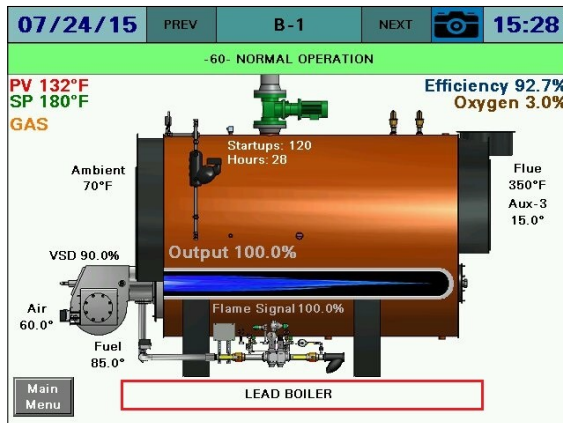 07/24/15 PREV B-1 NEXT 15:28
-60- NORMAL OPERATION
PV 132°F
SP 180°F
GAS
Efficiency 92.7%
Oxygen 3.0%
Startups: 120
Hours: 28
Ambient
70°F
Flue
350°F
Aux-3
15.0°
VSD 90.0%
Output 100.0%
Air
60.0°
Flame Signal 100.0%
Fuel
85.0°
Main
Menu
LEAD BOILER